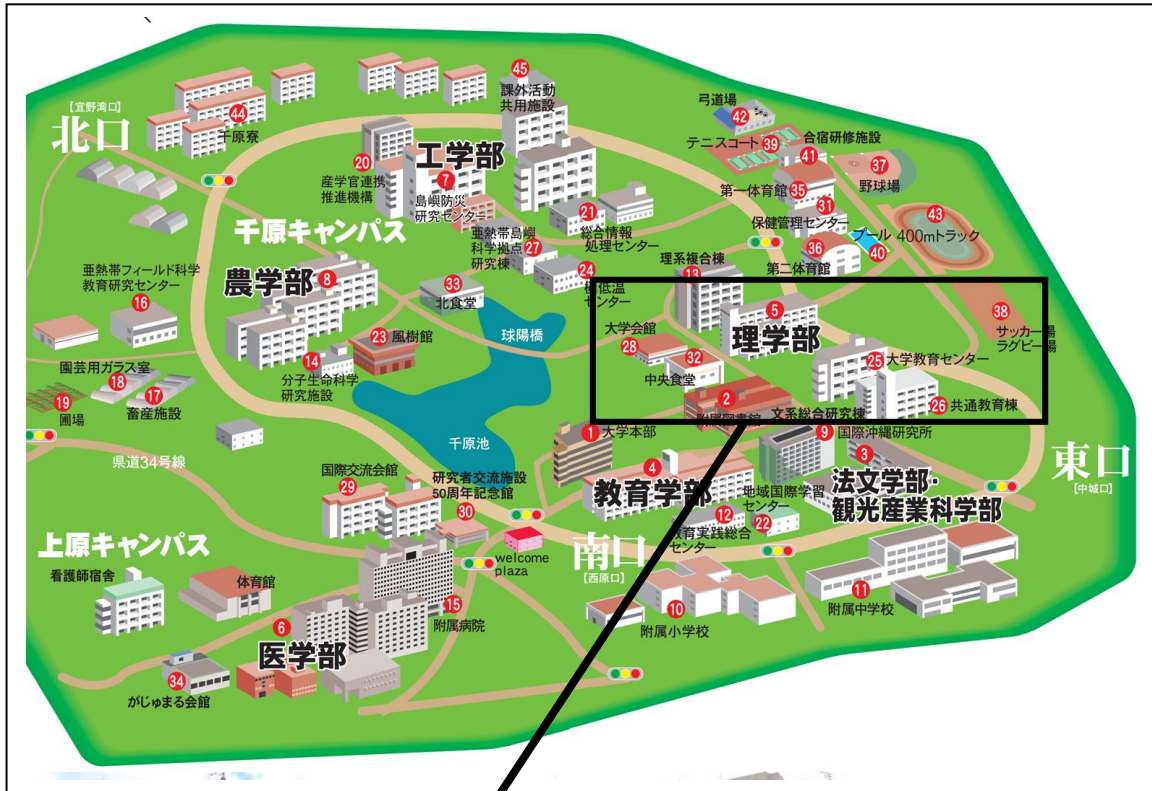 【宜野湾口】
北口
44
千原寮
45
課外活動
共用施設
20
産学官連携
推進機構
工学部
7
島嶼防災
研究センター
弓道場
42
テニスコート
39
合宿研修施設
41
37
野球場
第一体育館
35
31
保健管理センター
プール
40
400mトラック
43
36
第二体育館
38
サッカー場
ラグビー場
21
総合情報
処理センター
亜熱帯島嶼
科学拠点
研究棟
27
24
極低温
センター
理系複合棟
13
千原キャンパス
亜熱帯フィールド科学
教育研究センター
16
農学部
8
33
北食堂
23
風樹館
14
分子生命科学
研究施設
園芸用ガラス室
18
17
畜産施設
19
圃場
県道34号線
球陽橋
千原池
大学会館
28
32
中央食堂
5
理学部
25
大学教育センター
26
共通教育棟
2
附属図書館
文系総合研究棟
9
国際沖縄研究所
1
大学本部
3
法文学部・
観光産業科学部
4
教育学部
地域国際学習
センター
22
12
教育実践総合
センター
東口
【中城口】
国際交流会館
29
研究者交流施設
50周年記念館
30
welcome
plaza
南口
【西原口】
上原キャンパス
看護師宿舎
体育館
15
附属病院
6
医学部
34
がじゅまる会館
10
附属小学校
11
附属中学校